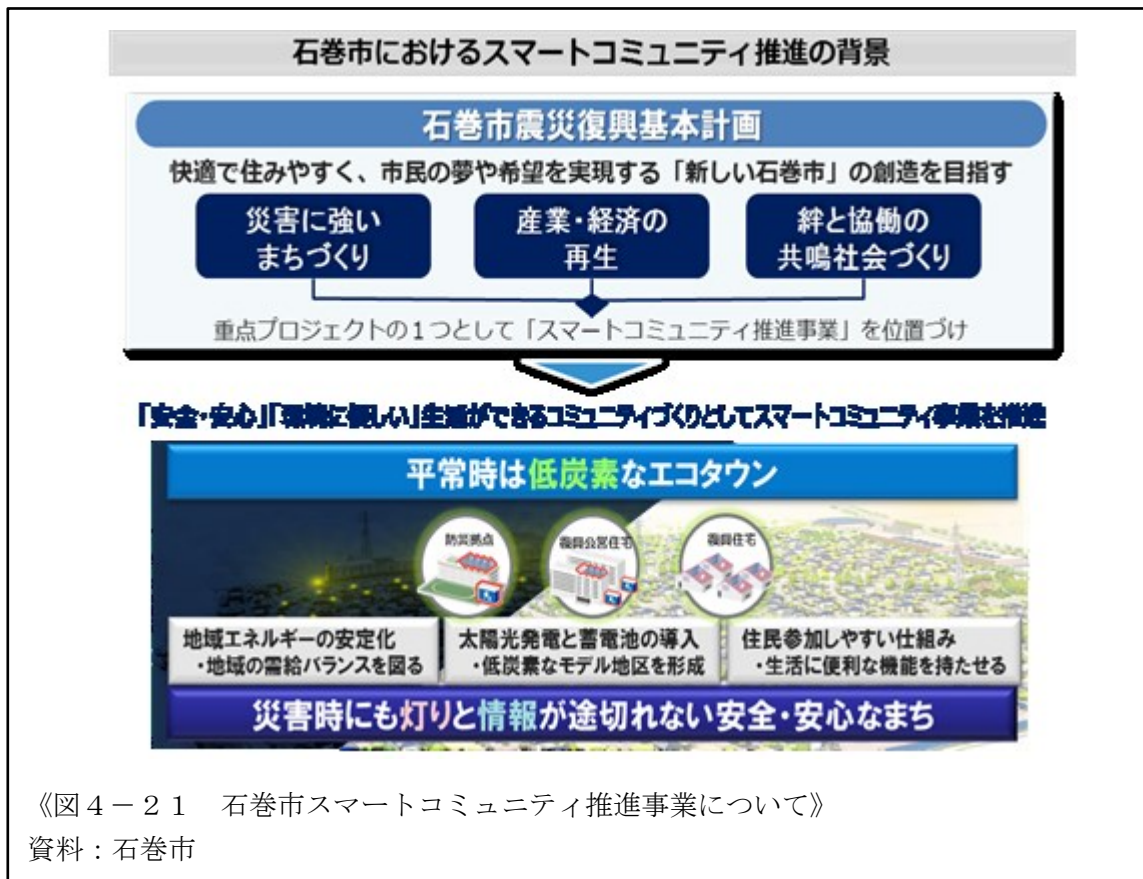 石巻市におけるスマートコミュニティ推進の背景
石巻市震災復興基本計画
快適で住みやすく、市民の夢や希望を実現する「新しい石巻市」の創造を目指す
災害に強い
まちづくり
産業・経済の
再生
絆と協働の
共鳴社会づくり
重点プロジェクトの1つとして「スマートコミュニティ推進事業」を位置づけ
「安全・安心」「環境に優しい」生活ができるコミュニティづくりとしてスマートコミュニティ事業を推進
平常時は低炭素なエコタウン
防災拠点
復興公営住宅
復興住宅
地域エネルギーの安定化
・地域の需給バランスを図る
太陽光発電と蓄電池の導入
・低炭素なモデル地区を形成
住民参加しやすい仕組み
・生活に便利な機能を持たせる
災害時にも灯りと情報が途切れない安全・安心なまち
《図4-21 石巻市スマートコミュニティ推進事業について》
資料:石巻市